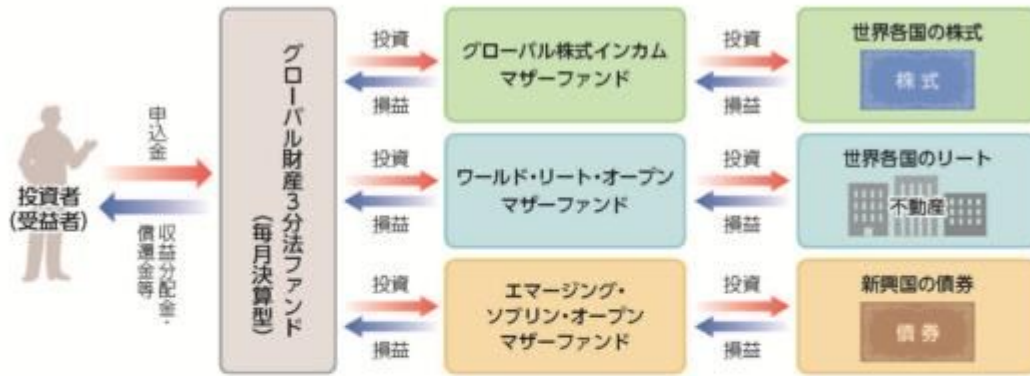 投資者
(受益者)
申込金
収益分配金・
償還金等
グローバル財産3分法ファンド
(毎月決算型)
投資
損益
グローバル株式インカム
マザーファンド
投資
損益
世界各国の株式
株式
投資
損益
ワールド・リート・オープン
マザーファンド
投資
損益
世界各国のリート
不動産
投資
損益
エマージング・
ソブリン・オープン
マザーファンド
投資
損益
新興国の債券
債券